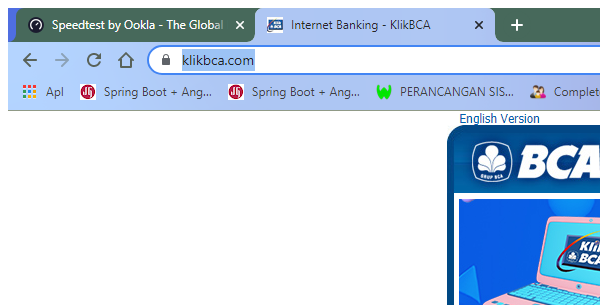 Speedtest by Ookla - The Global
Internet Banking - KlikBCA
klikbca.com
Apl
Spring Boot + Ang...
Spring Boot + Ang...
PERANCANGAN SIS...
Complet
English Version
GRUP BCA
BCA
BCA